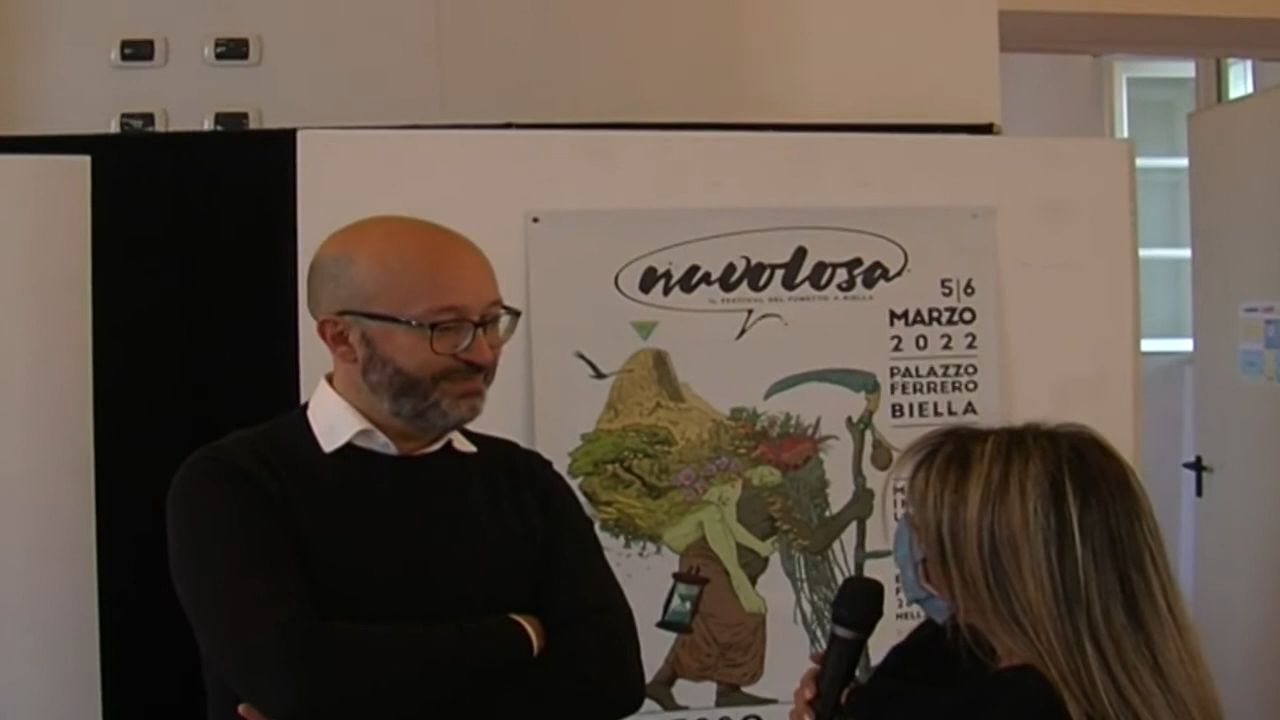 nuvolosa
IL FESTIVAL DEL FUMETTO A BIELLA
5|6
MARZO
2022
PALAZZO
FERRERO
BIELLA